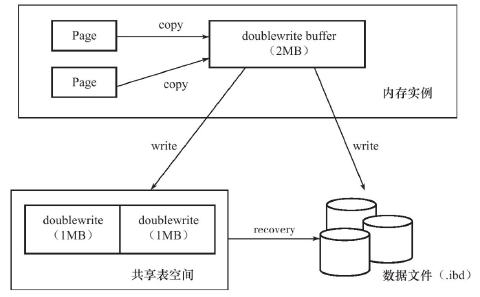 Page
copy
doublewrite buffer
（2MB）
Page
copy
内存实例
write
write
doublewrite
（1MB）
doublewrite
（1MB）
recovery
共享表空间
数据文件（.ibd）